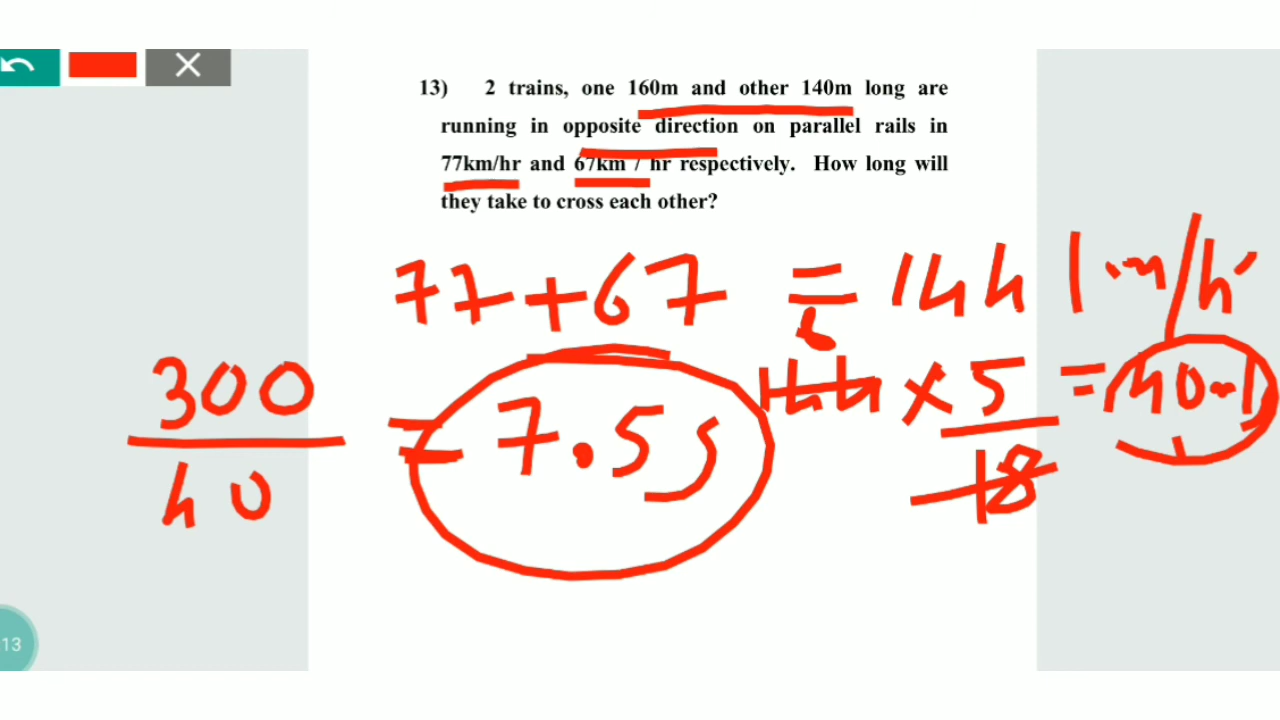 13) 2 trains, one 160m and other 140m long are
running in opposite direction on parallel rails in
77km/hr and 67km / hr respectively. How long will
they take to cross each other?
77+67 = 144 km/h
300/40 = 7.5s
144 × 5/18 = 40
13